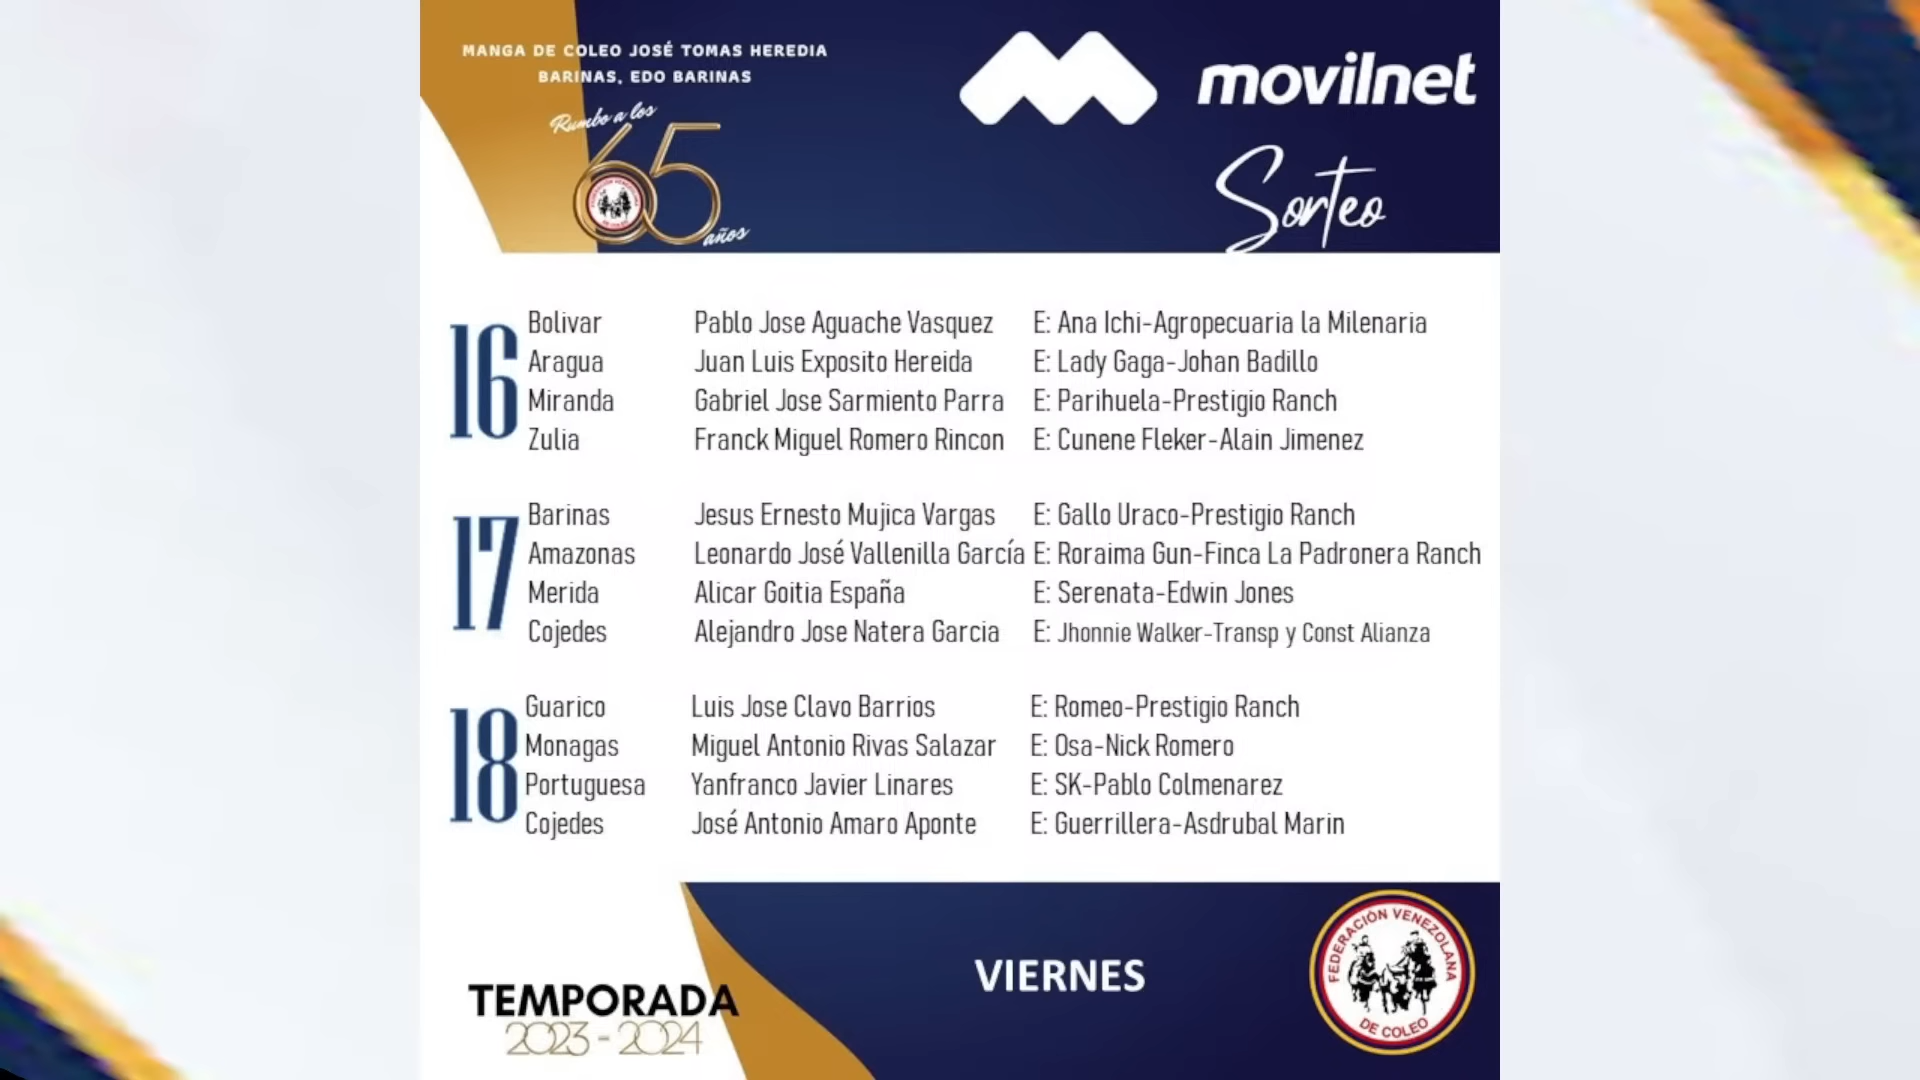 MANGA DE COLEO JOSÉ TOMAS HEREDIA
BARINAS, EDO BARINAS
Rumbo a los
65
años
FEDERACIÓN VENEZOLANA
DE COLEO
movilnet
Sorteo
16
Bolivar Pablo Jose Aguache Vasquez E: Ana Ichi-Agropecuaria la Milenaria
Aragua Juan Luis Exposito Hereida E: Lady Gaga-Johan Badillo
Miranda Gabriel Jose Sarmiento Parra E: Parihuela-Prestigio Ranch
Zulia Franck Miguel Romero Rincon E: Cunene Fleker-Alain Jimenez
17
Barinas Jesus Ernesto Mujica Vargas E: Gallo Uraco-Prestigio Ranch
Amazonas Leonardo José Vallenilla García E: Roraima Gun-Finca La Padronera Ranch
Merida Alicar Goitia España E: Serenata-Edwin Jones
Cojedes Alejandro Jose Natera Garcia E: Jhonnie Walker-Transp y Const Alianza
18
Guarico Luis Jose Clavo Barrios E: Romeo-Prestigio Ranch
Monagas Miguel Antonio Rivas Salazar E: Osa-Nick Romero
Portuguesa Yanfranco Javier Linares E: SK-Pablo Colmenarez
Cojedes José Antonio Amaro Aponte E: Guerrillera-Asdrubal Marin
TEMPORADA
2023 - 2024
VIERNES
FEDERACIÓN VENEZOLANA
DE COLEO